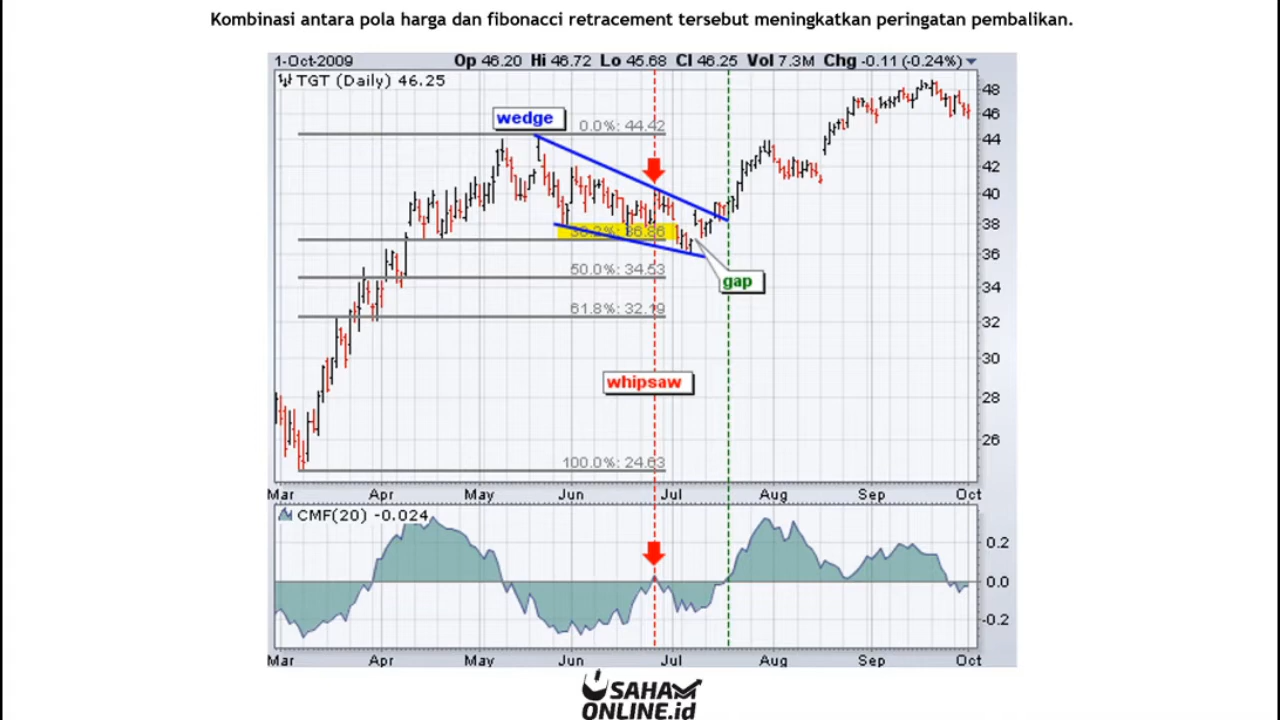 Kombinasi antara pola harga dan fibonacci retracement tersebut meningkatkan peringatan pembalikan.
1-Oct-2009 Op 46.20 Hi 46.72 Lo 45.68 Cl 46.25 Vol 7.3M Chg -0.11 (-0.24%)
TGT (Daily) 46.25
48
46
44
42
40
38
36
34
32
30
28
26
wedge
0.0%: 44.42
38.2%: 36.86
50.0%: 34.53
gap
61.8%: 32.19
whipsaw
100.0%: 24.63
Mar Apr May Jun Jul Aug Sep Oct
CMF(20) -0.024
0.2
0.0
-0.2
Mar Apr May Jun Jul Aug Sep Oct
SAHAM
ONLINE.id